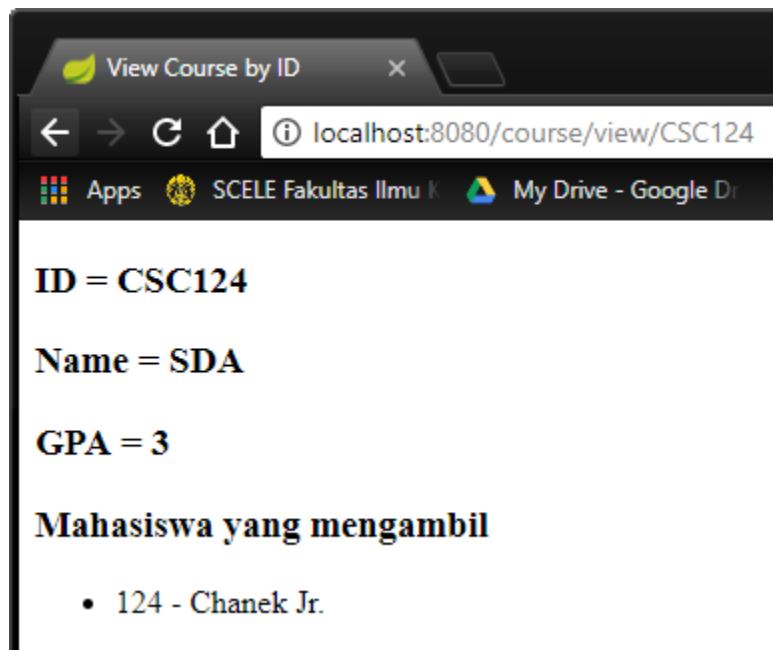 View Course by ID
localhost:8080/course/view/CSC124
Apps SCELE Fakultas Ilmu My Drive - Google
ID = CSC124
Name = SDA
GPA = 3
Mahasiswa yang mengambil
124 - Chanek Jr.